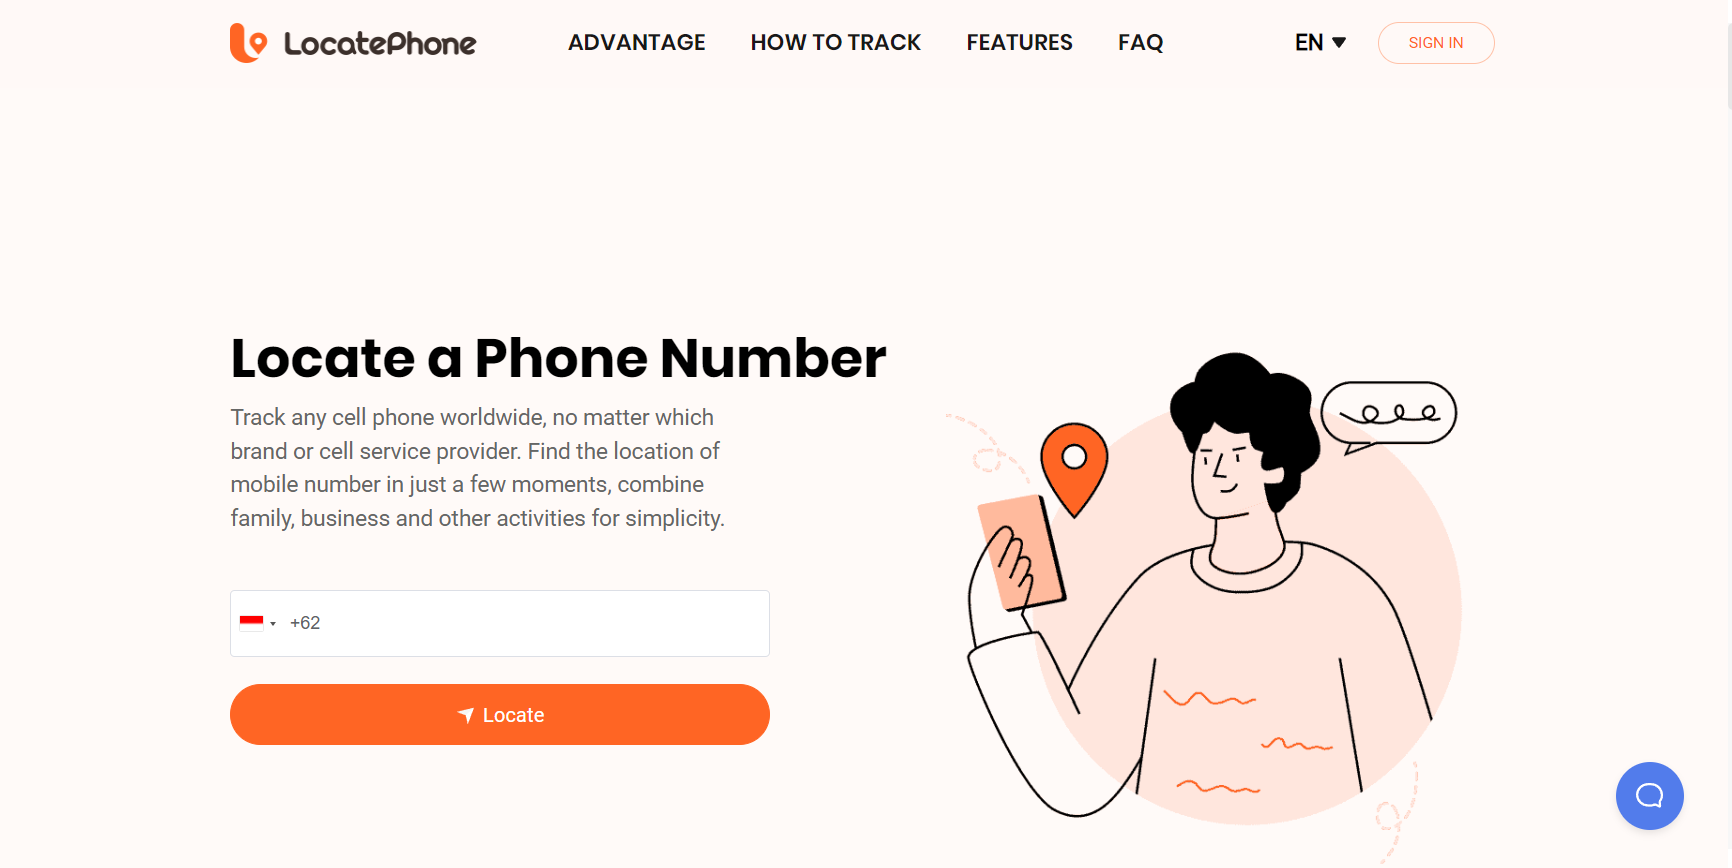 LocatePhone
ADVANTAGE
HOW TO TRACK
FEATURES
FAQ
EN
SIGN IN
Locate a Phone Number
Track any cell phone worldwide, no matter which
brand or cell service provider. Find the location of
mobile number in just a few moments, combine
family, business and other activities for simplicity.
+62
Locate